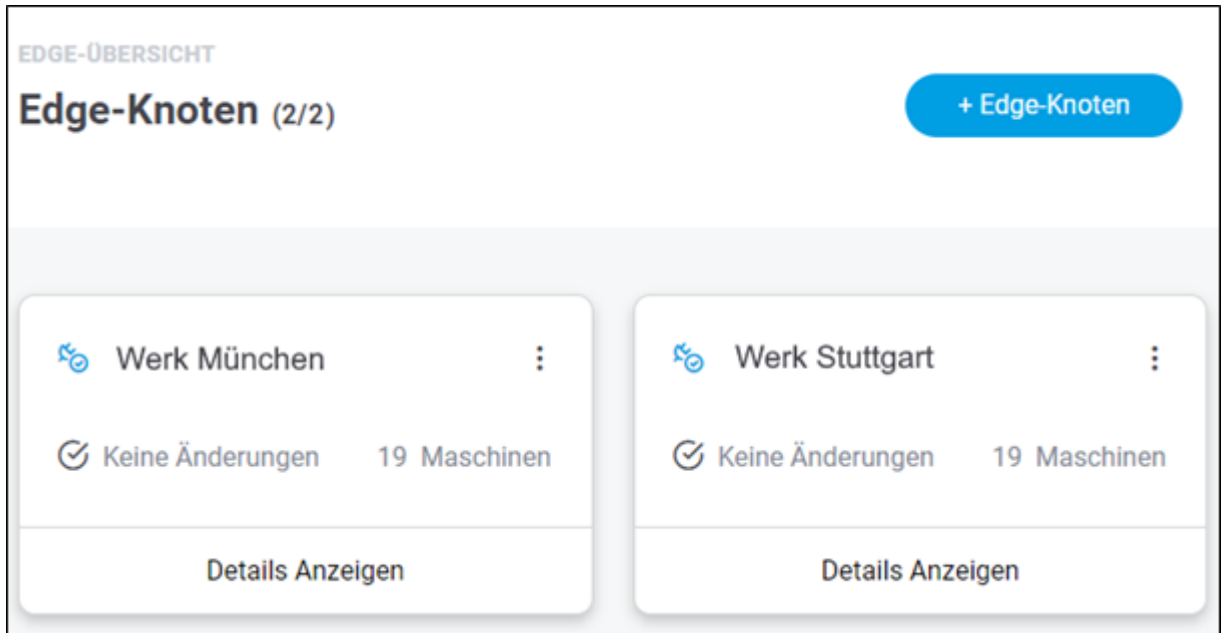 EDGE-ÜBERSICHT
Edge-Knoten (2/2)
+ Edge-Knoten
Werk München
Keine Änderungen 19 Maschinen
Details Anzeigen
Werk Stuttgart
Keine Änderungen 19 Maschinen
Details Anzeigen